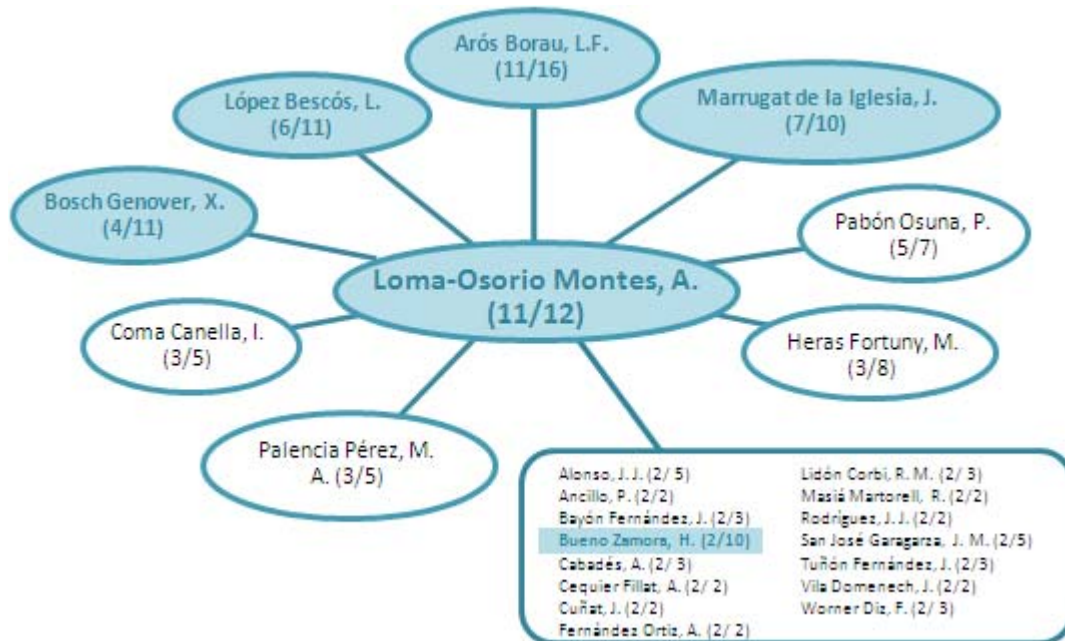 Arós Borau, L.F.
(11/16)
López Bescós, L.
(6/11)
Marrugat de la Iglesia, J.
(7/10)
Bosch Genover, X.
(4/11)
Pabón Osuna, P.
(5/7)
Loma-Osorio Montes, A.
(11/12)
Coma Canella, I.
(3/5)
Heras Fortuny, M.
(3/8)
Palencia Pérez, M.
A. (3/5)
Alonso, J. J. (2/ 5)
Ancillo, P. (2/2)
Bayón Fernández, J. (2/3)
Bueno Zamora, H. (2/10)
Cabadés, A. (2/ 3)
Cequier Fillat, A. (2/ 2)
Cuñat, J. (2/2)
Fernández Ortiz, A. (2/ 2)
Lidón Corbi, R. M. (2/ 3)
Masiá Martorell, R. (2/2)
Rodríguez, J. J. (2/2)
San José Garagarza, J. M. (2/5)
Tuñón Fernández, J. (2/3)
Vila Domenech, J. (2/2)
Worner Diz, F. (2/ 3)